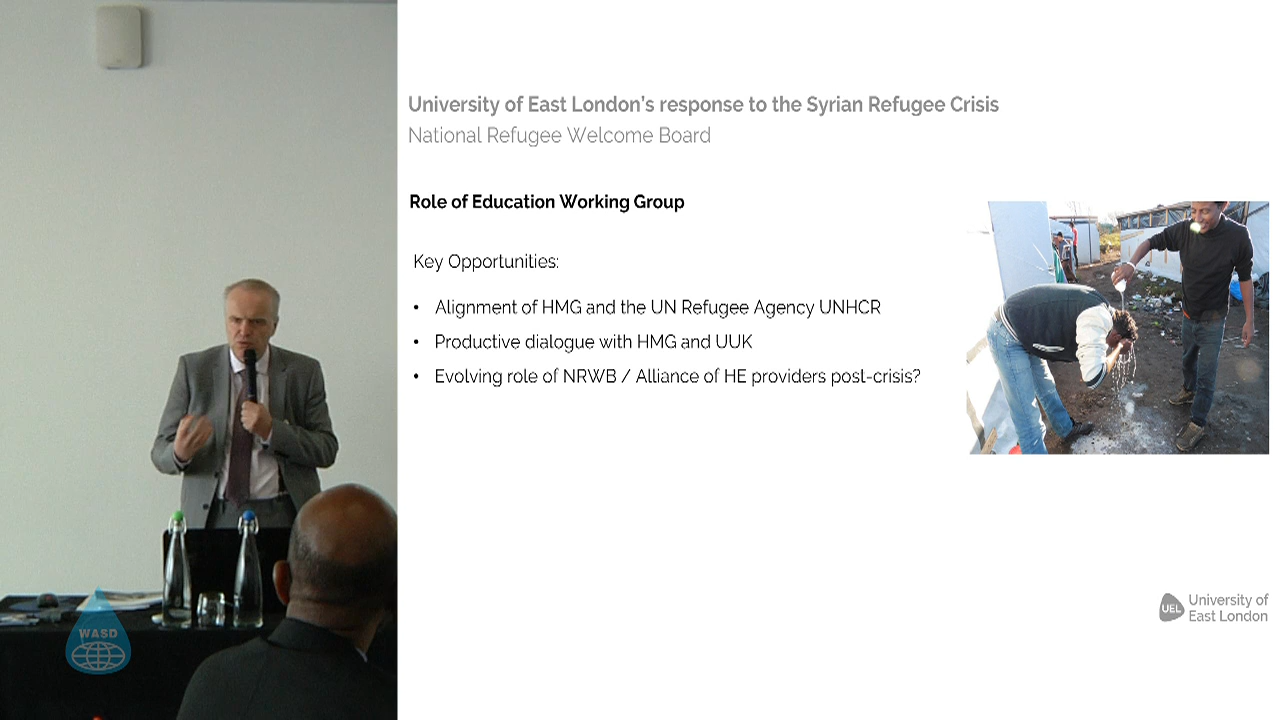 University of East London's response to the Syrian Refugee Crisis
National Refugee Welcome Board
Role of Education Working Group
Key Opportunities:
• Alignment of HMG and the UN Refugee Agency UNHCR
• Productive dialogue with HMG and UUK
• Evolving role of NRWB / Alliance of HE providers post-crisis?
UEL
University of
East London
WASD